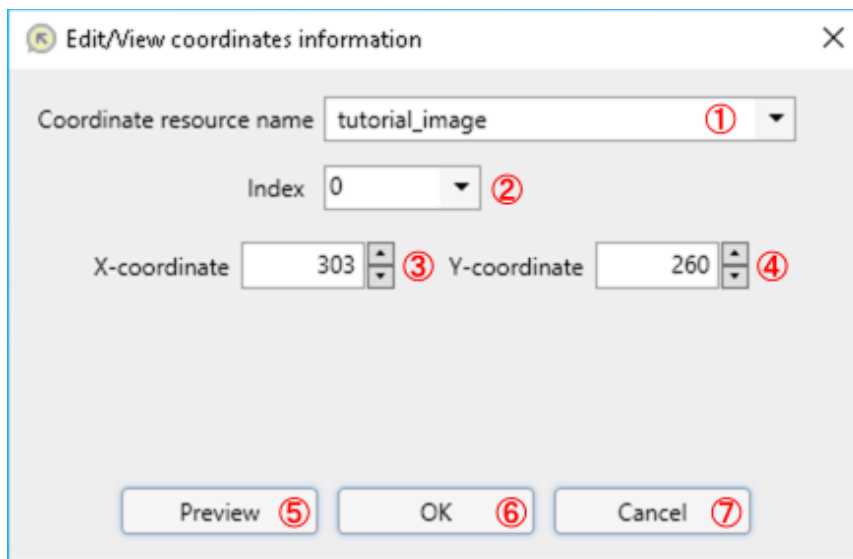 Edit/View coordinates information
Coordinate resource name tutorial_image ①
Index 0 ②
X-coordinate 303 ③ Y-coordinate 260 ④
Preview ⑤ OK ⑥ Cancel ⑦